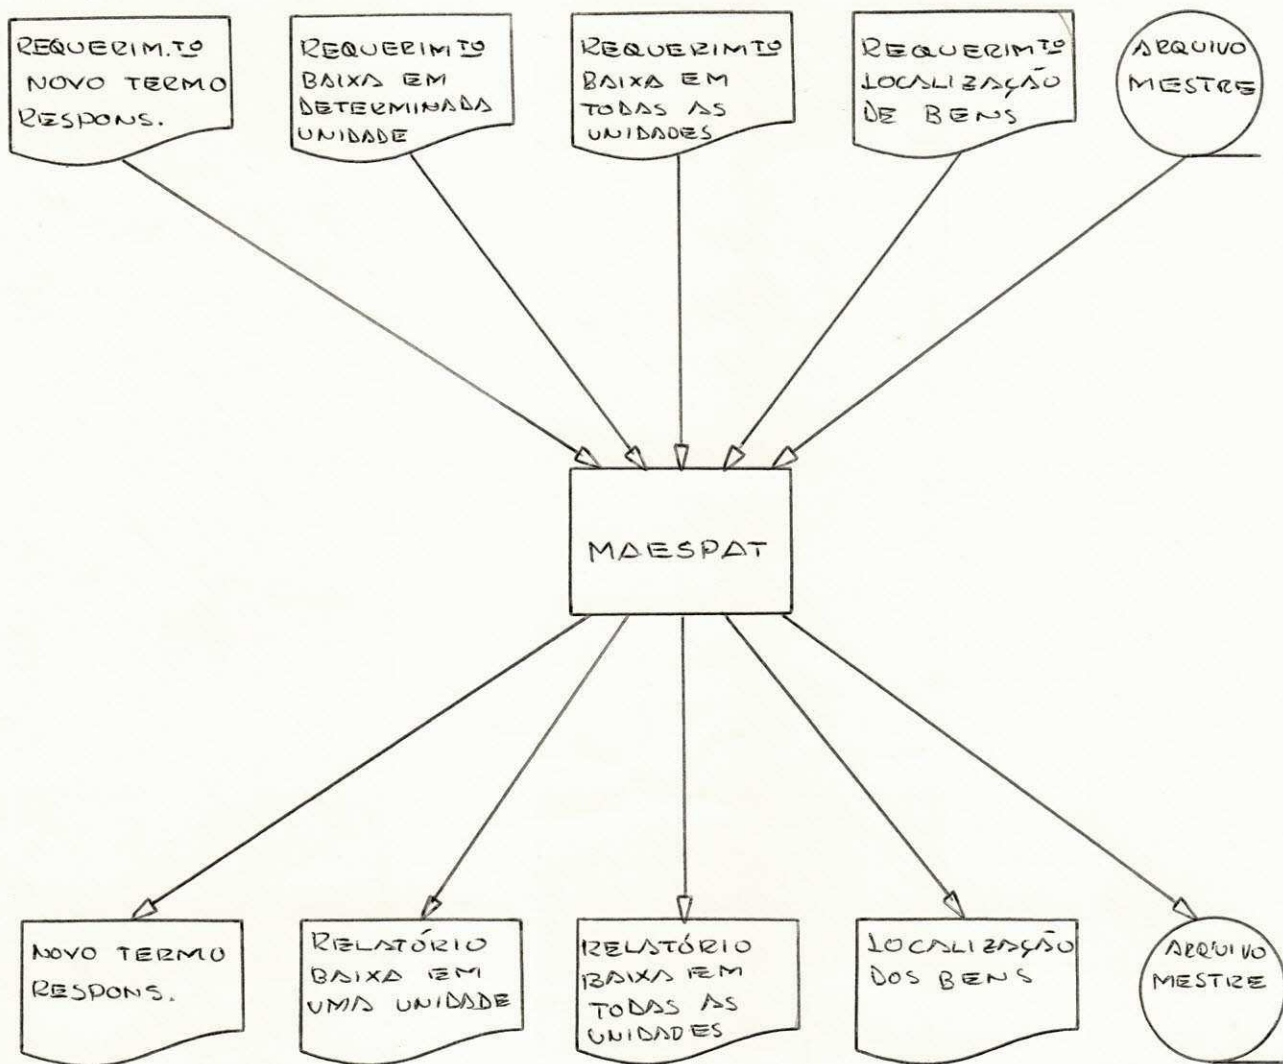 REQUERIM.TO
NOVO TERMO
RESPONS.
REQUERIMTO
BAIXA EM
DETERMINADA
UNIDADE
REQUERIMTO
BAIXA EM
TODAS AS
UNIDADES
REQUERIMTO
LOCALIZAÇÃO
DE BENS
ARQUIVO
MESTRE
MAESPAT
NOVO TERMO
RESPONS.
RELATÓRIO
BAIXA EM
UMA UNIDADE
RELATÓRIO
BAIXA EM
TODAS AS
UNIDADES
LOCALIZAÇÃO
DOS BENS
ARQUIVO
MESTRE